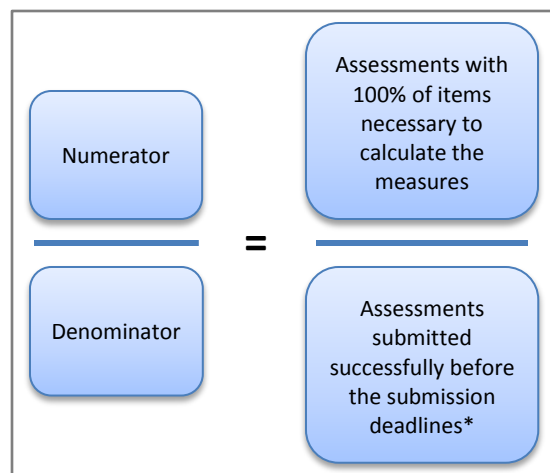 Numerator
Denominator
=
Assessments with
100% of items
necessary to
calculate the
measures
Assessments
submitted
successfully before
the submission
deadlines*